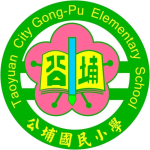 Taoyuan City Gong-Pu Elementary School
公埔
公埔國民小學